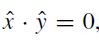 x̂ · ŷ = 0,